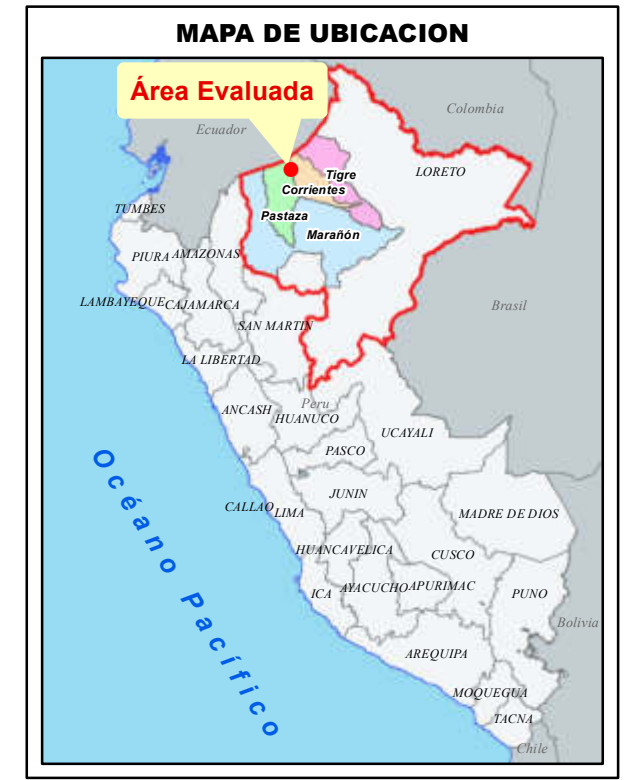 MAPA DE UBICACION
Área Evaluada
Colombia
Ecuador
LORETO
Tigre
Corrientes
TUMBES
Pastaza
Marañón
PIURA
AMAZONAS
LAMBAYEQUE
CAJAMARCA
Brasil
SAN MARTIN
LA LIBERTAD
Peru
ANCASH
HUANUCO
UCAYALI
PASCO
Océano Pacífico
JUNIN
CALLAO
LIMA
MADRE DE DIOS
HUANCAVELICA
CUSCO
ICA
AYACUCHO
APURIMAC
PUNO
Bolivia
AREQUIPA
MOQUEGUA
TACNA
Chile